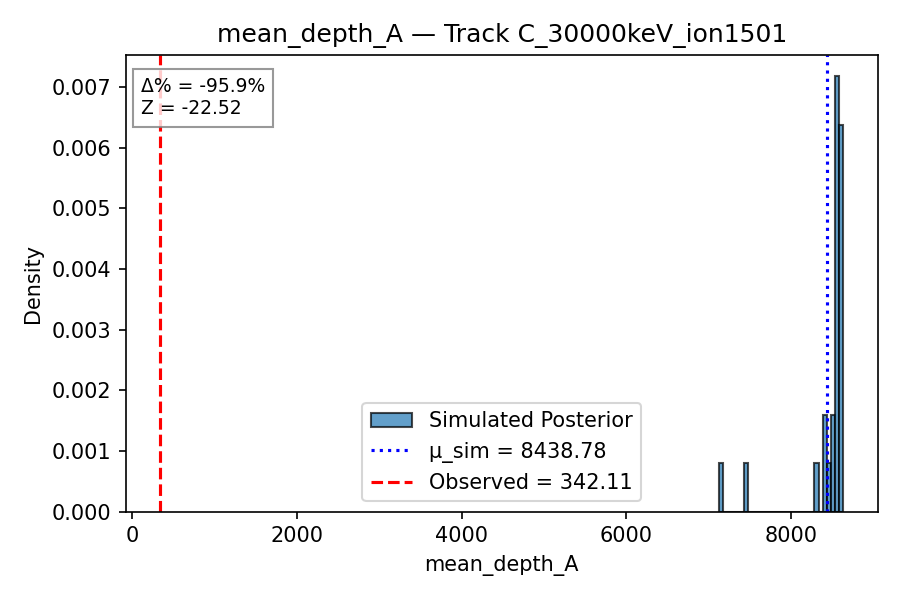 mean_depth_A — Track C_30000keV_ion1501
Δ% = -95.9%
Z = -22.52
Density
0.007
0.006
0.005
0.004
0.003
0.002
0.001
0.000
Simulated Posterior
μ_sim = 8438.78
Observed = 342.11
0 2000 4000 6000 8000
mean_depth_A